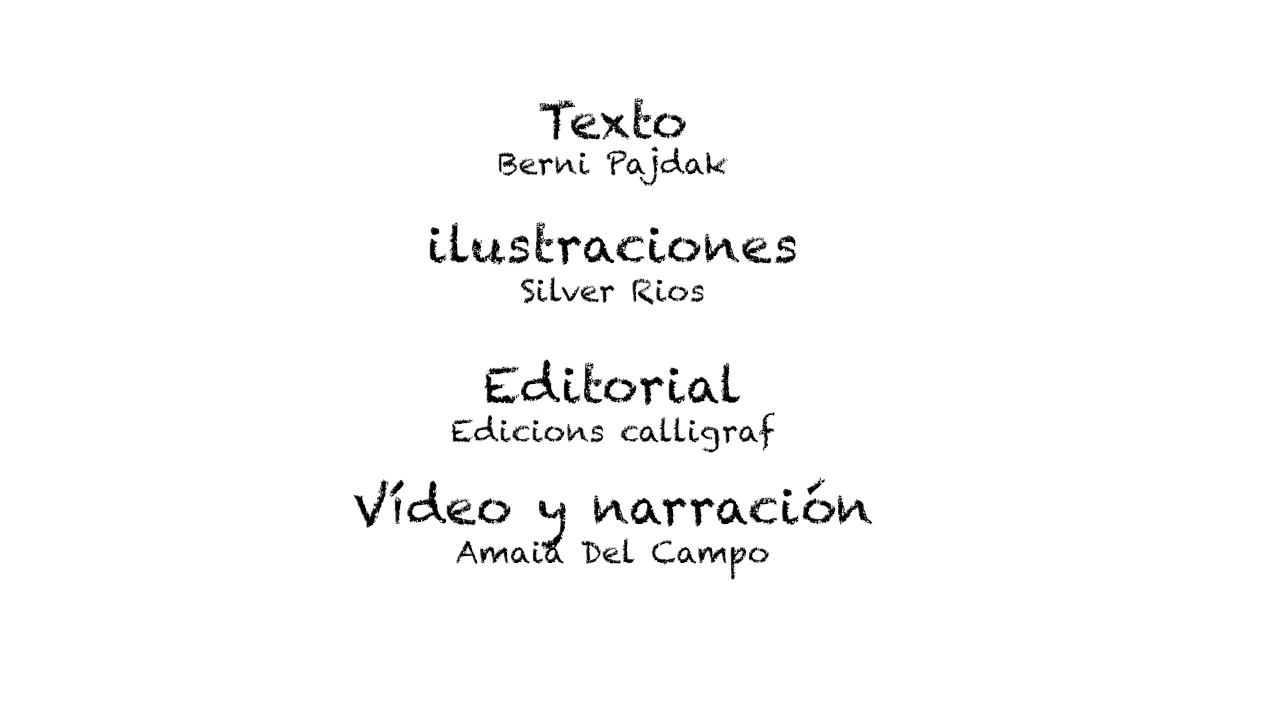 Texto
Berni Pajdak
ilustraciones
Silver Rios
Editorial
Edicions calligraf
Vídeo y narración
Amaia Del Campo